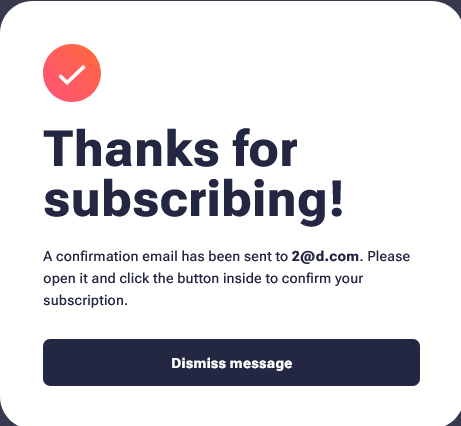 Thanks for
subscribing!
A confirmation email has been sent to 2@d.com. Please
open it and click the button inside to confirm your
subscription.
Dismiss message